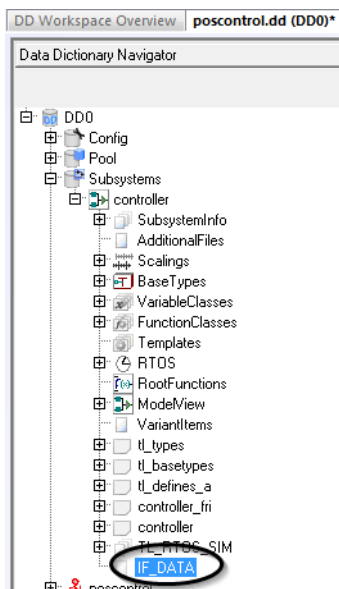 DD Workspace Overview
poscontrol.dd (DD0)*
Data Dictionary Navigator
DD0
Config
Pool
Subsystems
controller
SubsystemInfo
AdditionalFiles
Scalings
BaseTypes
VariableClasses
FunctionClasses
Templates
RTOS
RootFunctions
ModelView
VariantItems
tl_types
tl_basetypes
tl_defines_a
controller_fri
controller
TL_RTOS_SIM
IF_DATA
poscontrol